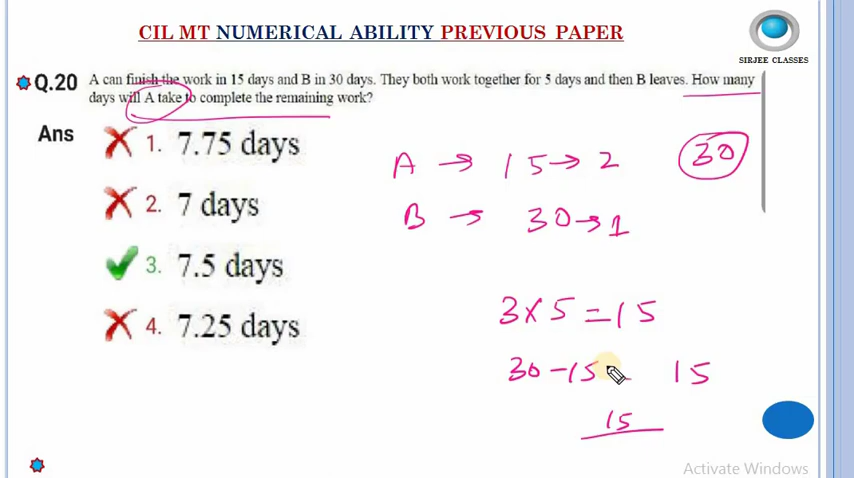 CIL MT NUMERICAL ABILITY PREVIOUS PAPER
SIRJEE CLASSES
Q.20 A can finish the work in 15 days and B in 30 days. They both work together for 5 days and then B leaves. How many
days will A take to complete the remaining work?
Ans
1. 7.75 days
2. 7 days
3. 7.5 days
4. 7.25 days
A → 15 → 2
30
B → 30 → 1
3 × 5 = 15
30 - 15 15
15
Activate Windows